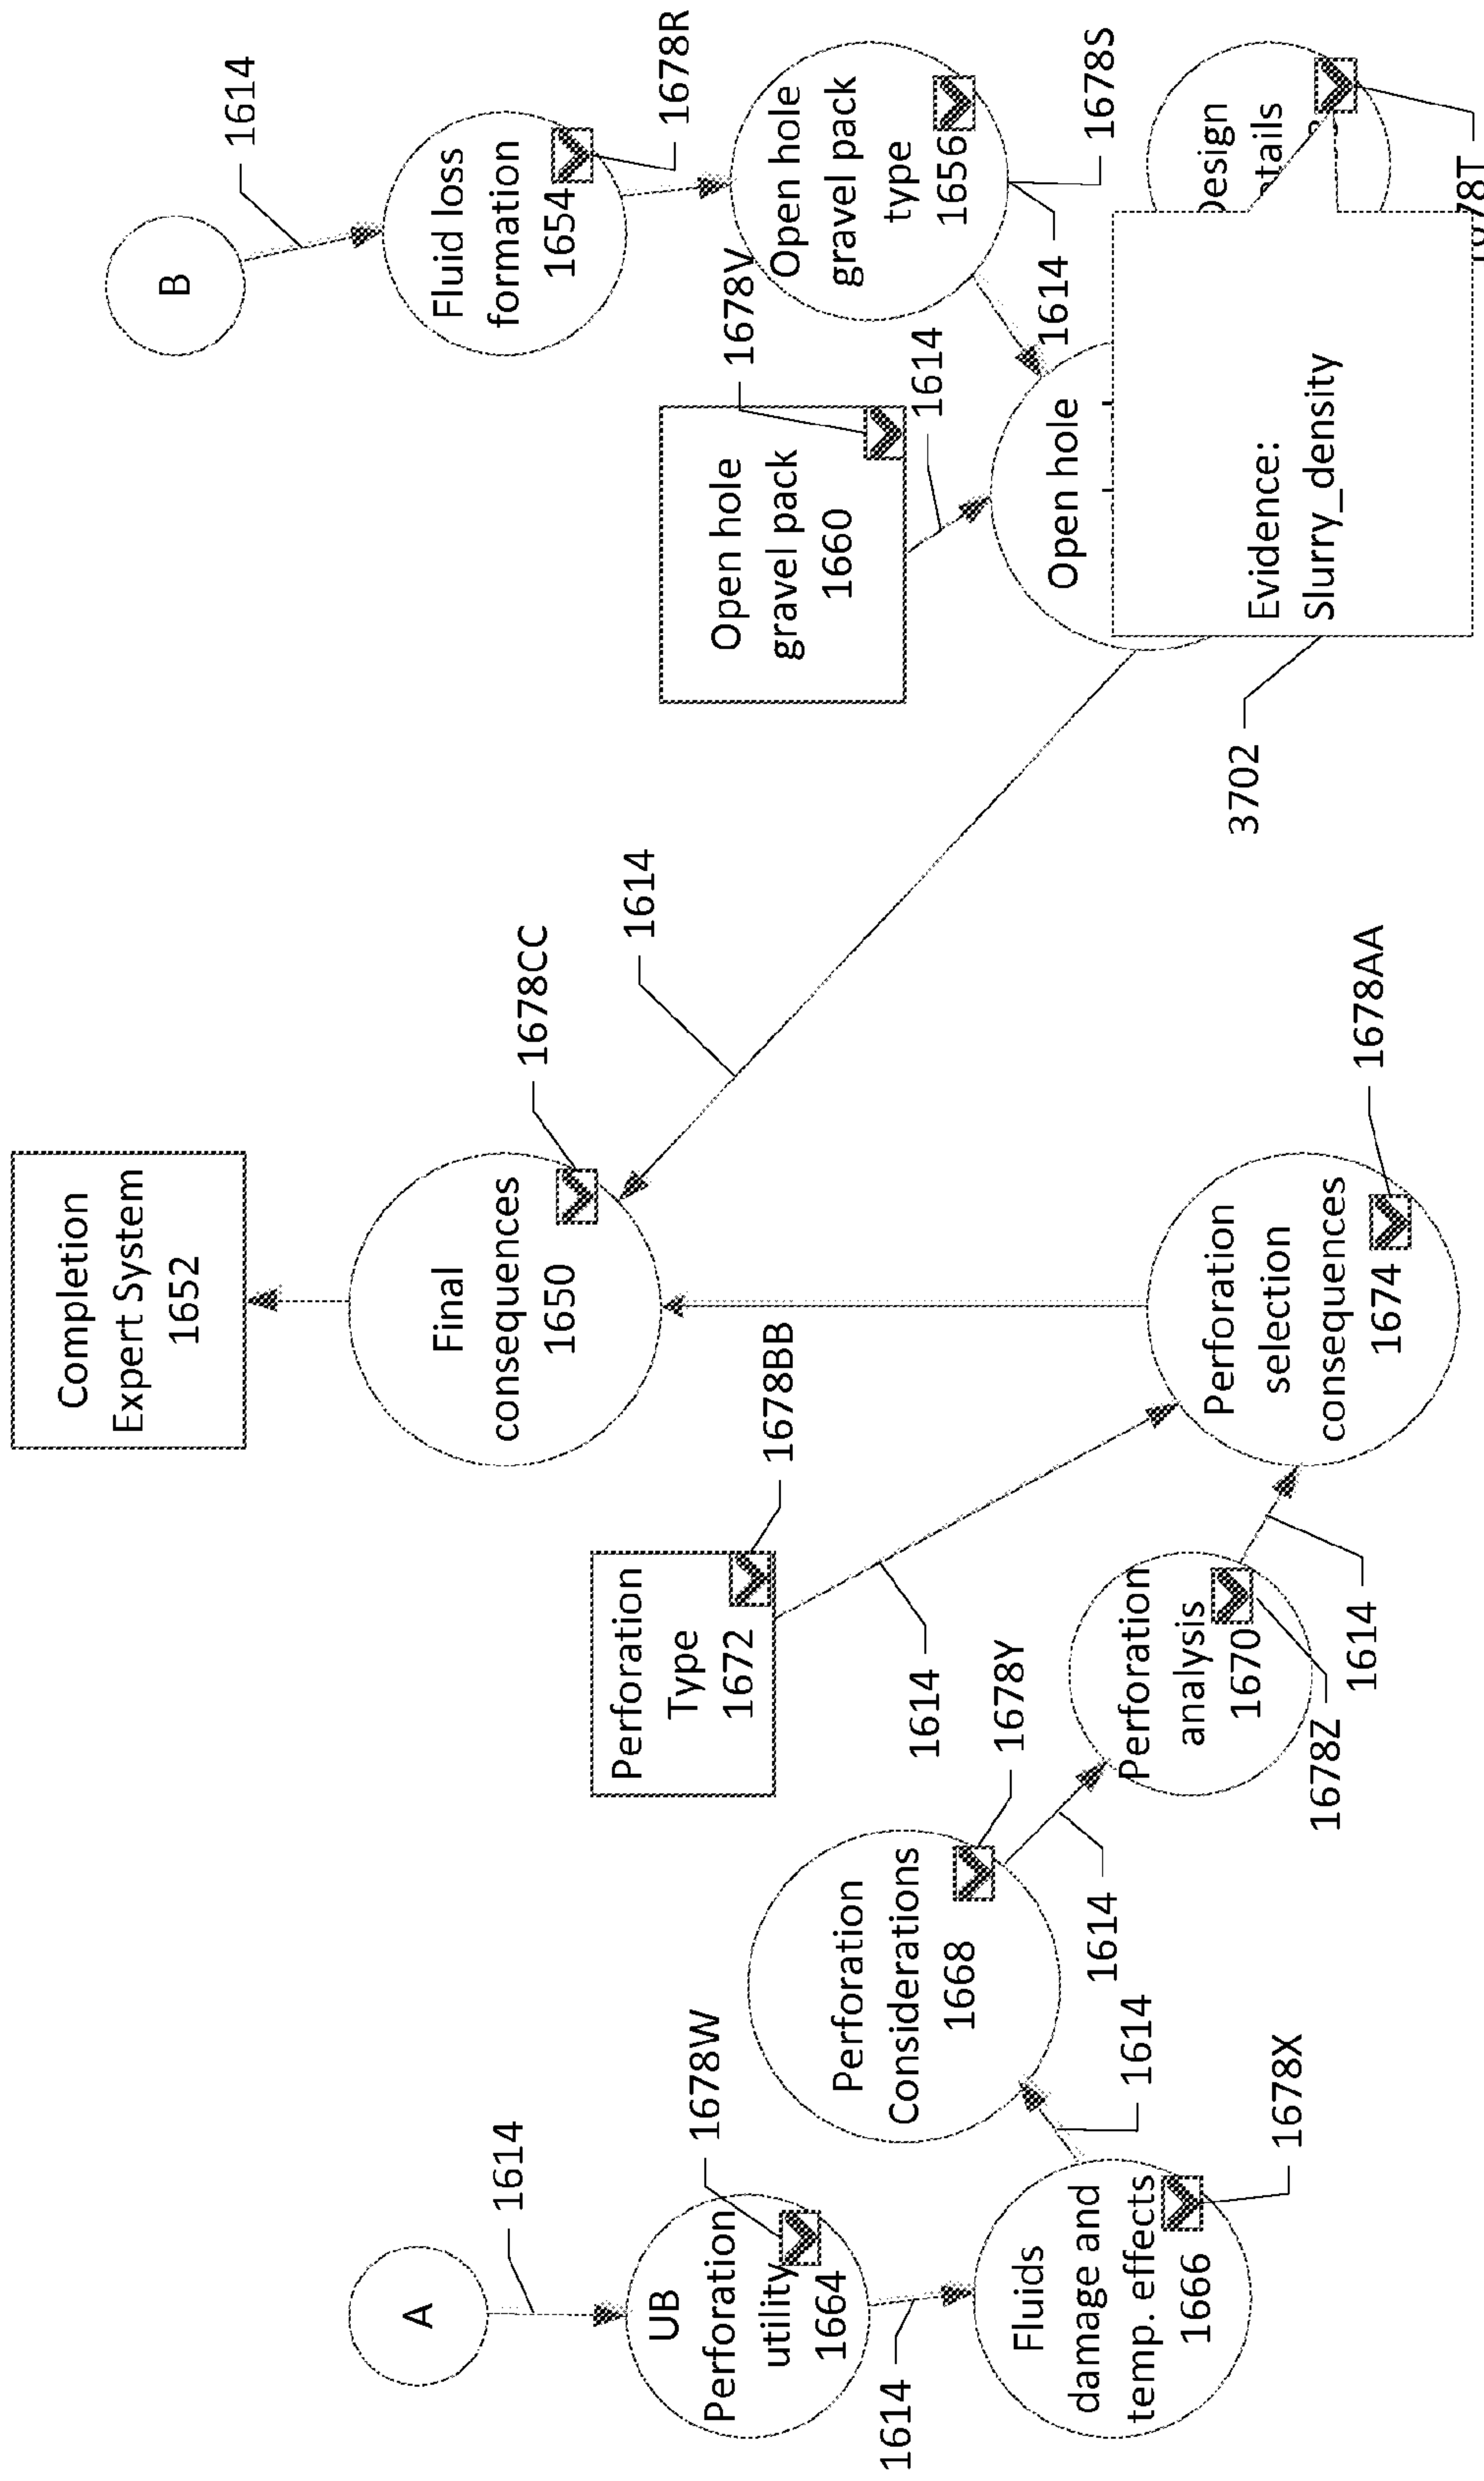 A
1614
UB
Perforation
utility
1664
1678W
1614
Fluids
damage and
temp. effects
1666
1678X
1614
Perforation
Considerations
1668
1678Y
1614
Perforation
analysis
1670
1678Z
1614
Perforation
Type
1672
1678BB
1614
Perforation
selection
consequences
1674
1678AA
Completion
Expert System
1652
Final
consequences
1650
1678CC
1614
B
1614
Fluid loss
formation
1654
1678R
Open hole
gravel pack
type
1656
1678S
1614
Open hole
gravel pack
1660
1678V
1614
Open hole
Evidence:
Slurry_density
3702